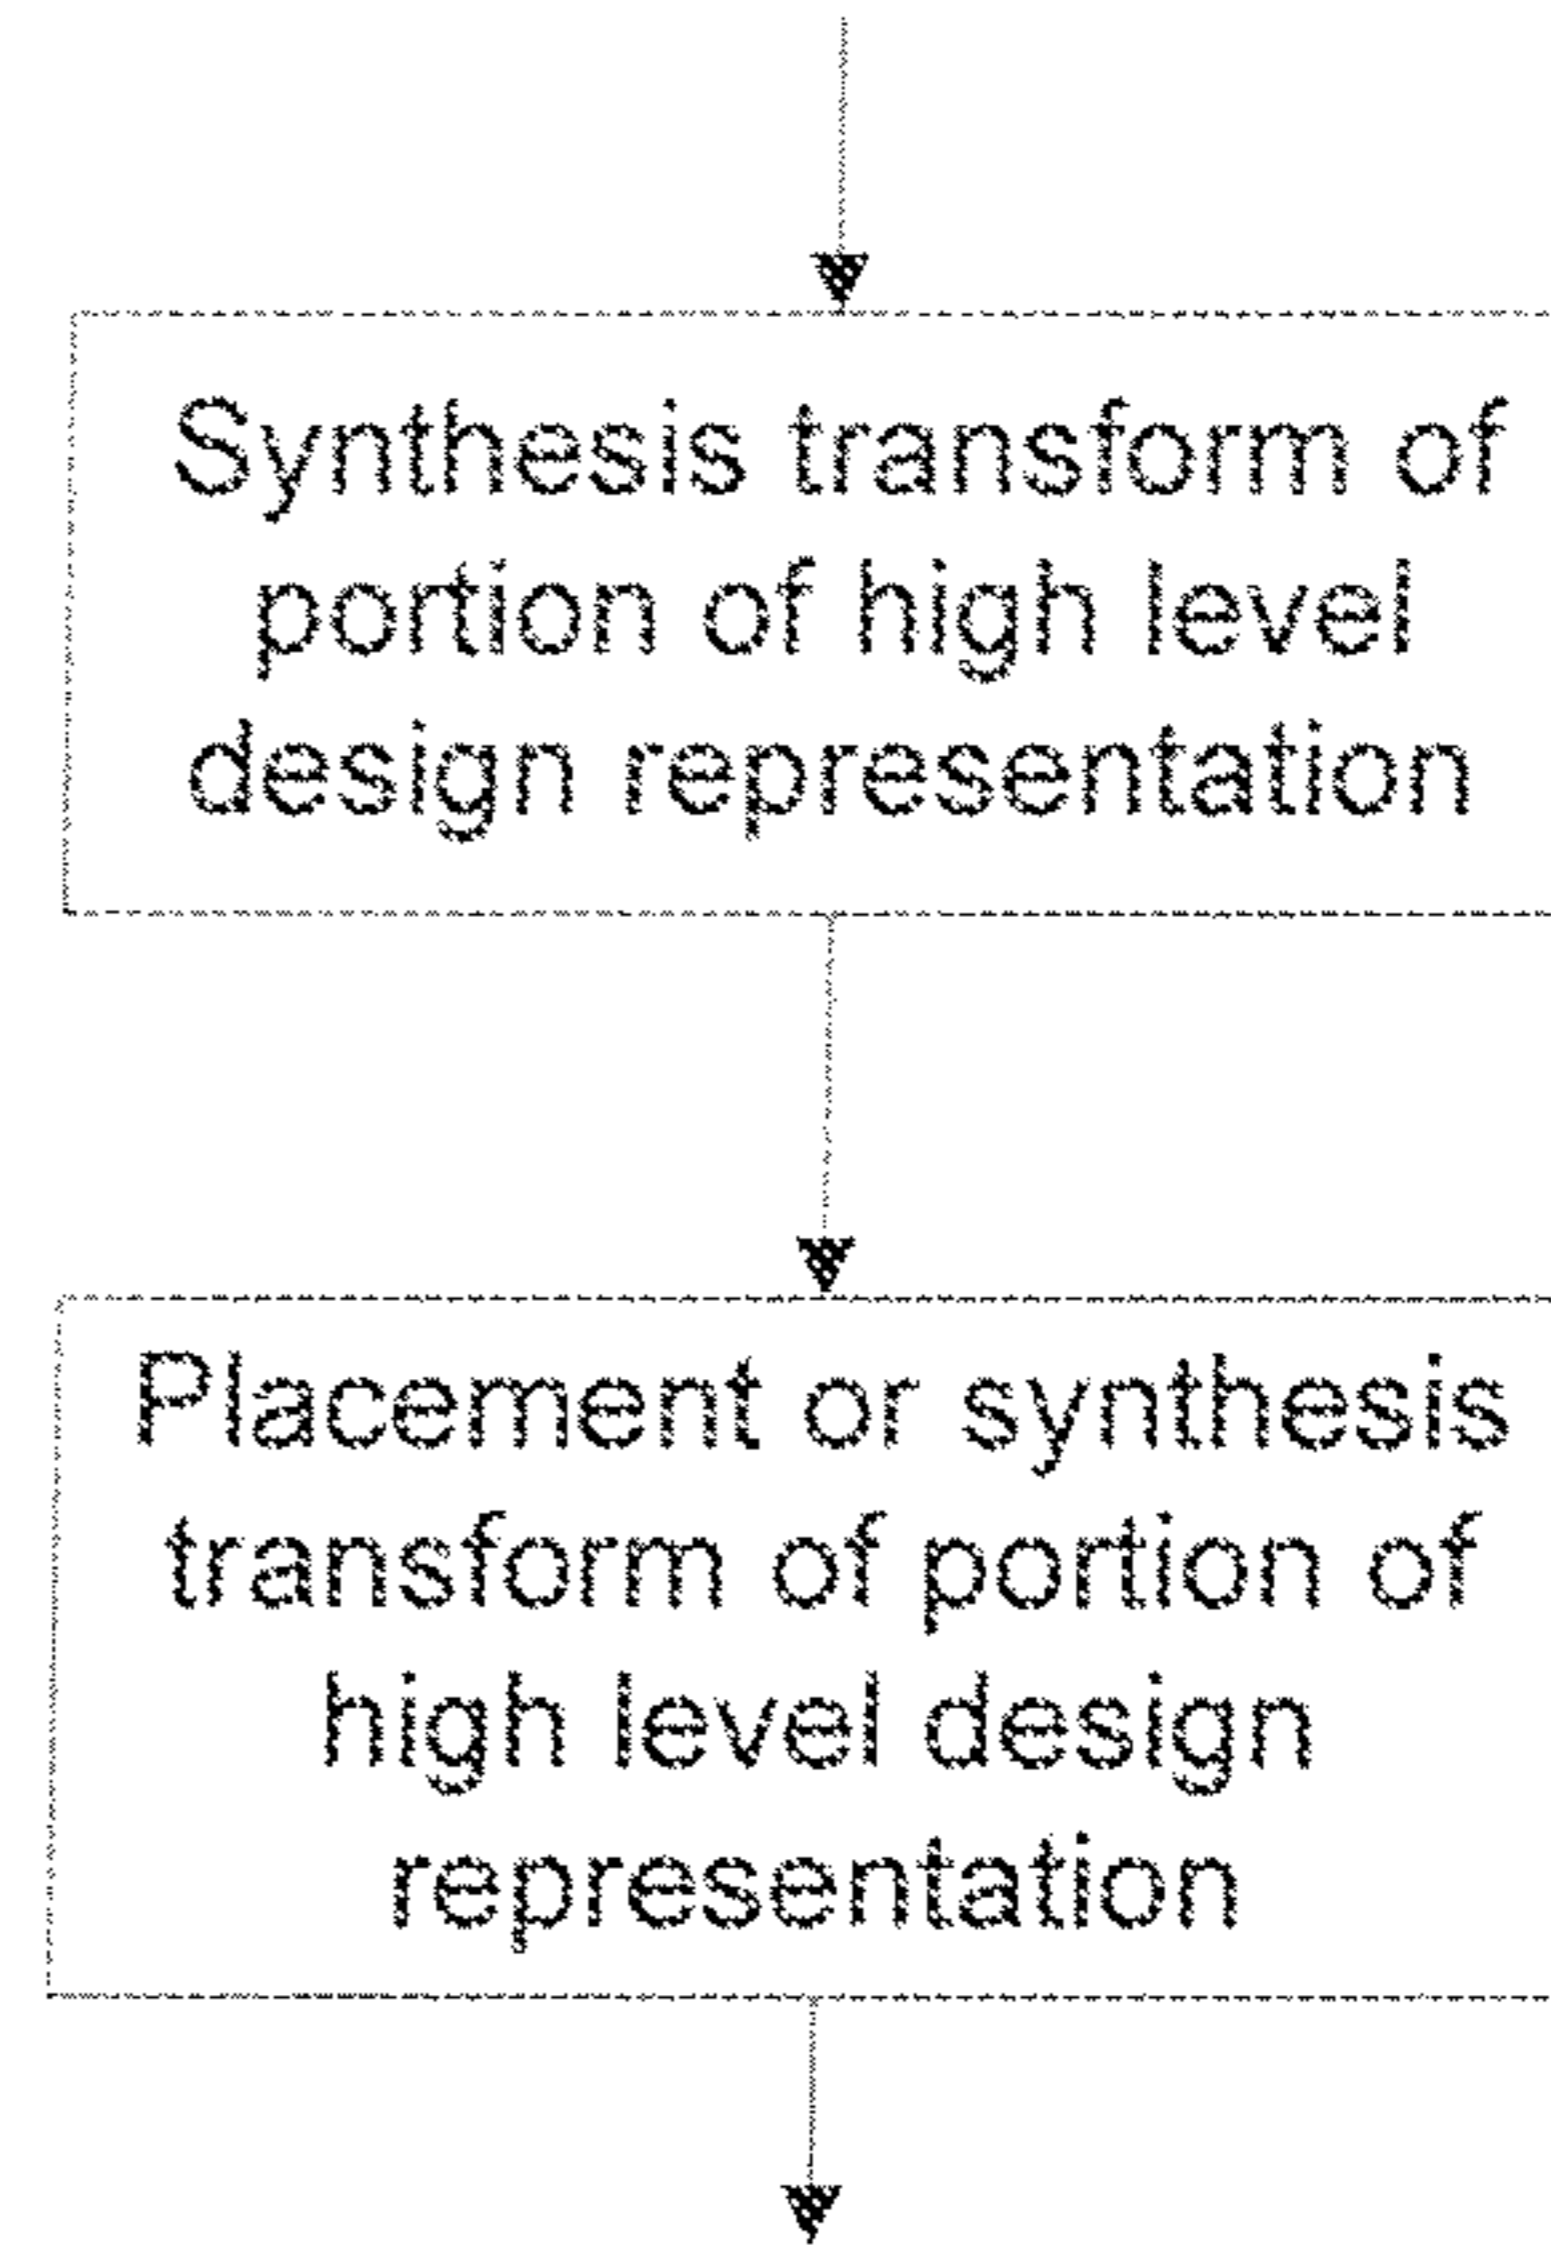 Synthesis transform of
portion of high level
design representation
Placement or synthesis
transform of portion of
high level design
representation